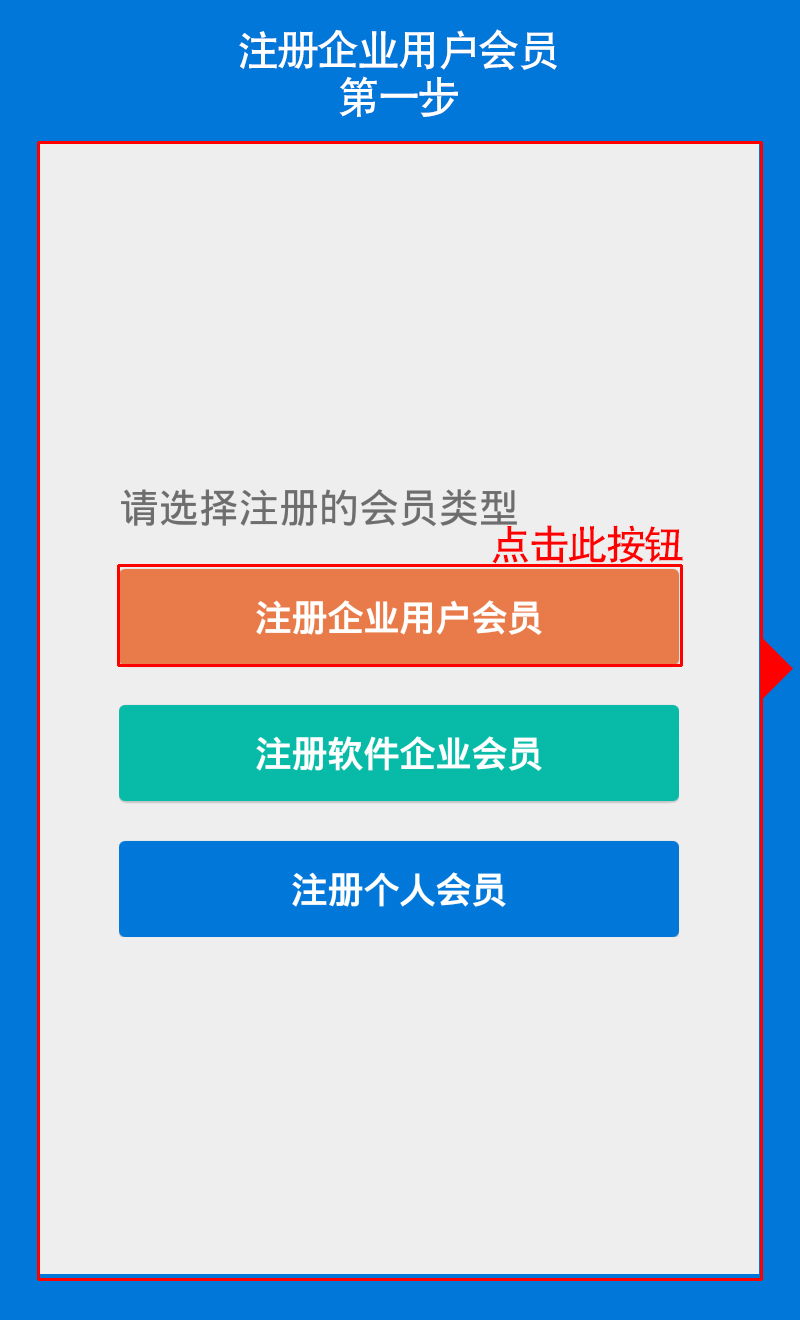 注册企业用户会员
第一步
请选择注册的会员类型
点击此按钮
注册企业用户会员
注册软件企业会员
注册个人会员